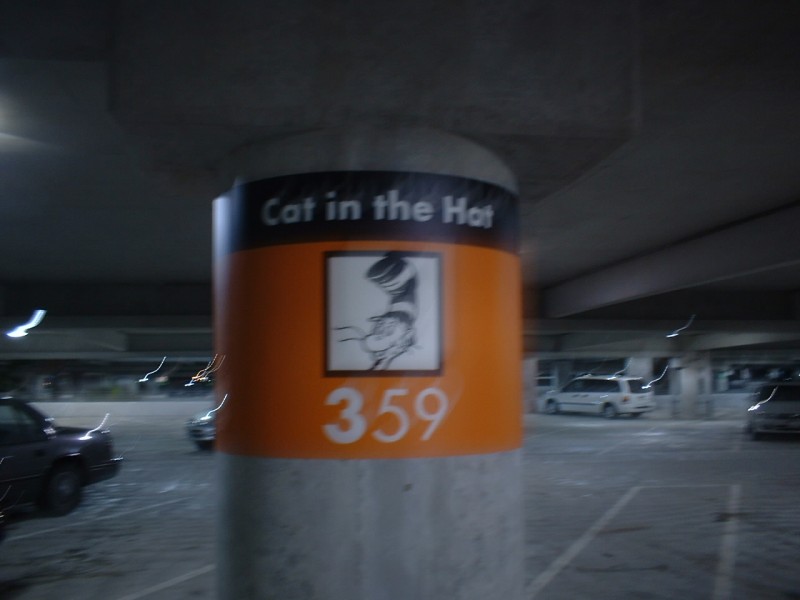 Cat in the Hat
359